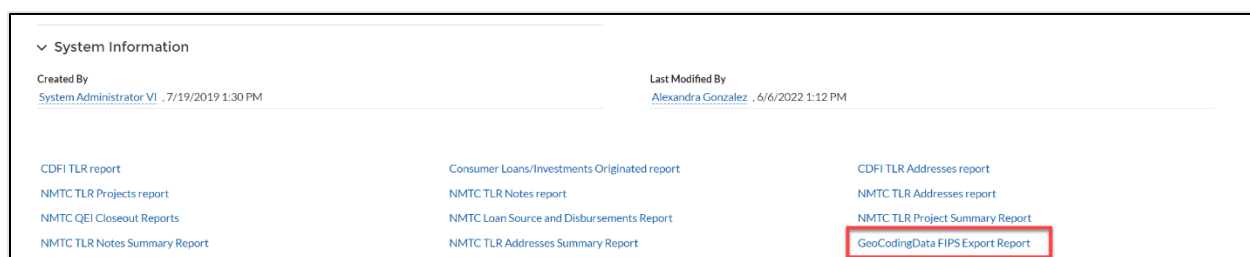 System Information
Created By
Last Modified By
System Administrator VI , 7/19/2019 1:30 PM
Alexandra Gonzalez , 6/6/2022 1:12 PM
CDFI TLR report
Consumer Loans/Investments Originated report
CDFI TLR Addresses report
NMTC TLR Projects report
NMTC TLR Notes report
NMTC TLR Addresses report
NMTC QEI Closeout Reports
NMTC Loan Source and Disbursements Report
NMTC TLR Project Summary Report
NMTC TLR Notes Summary Report
NMTC TLR Addresses Summary Report
GeoCodingData FIPS Export Report